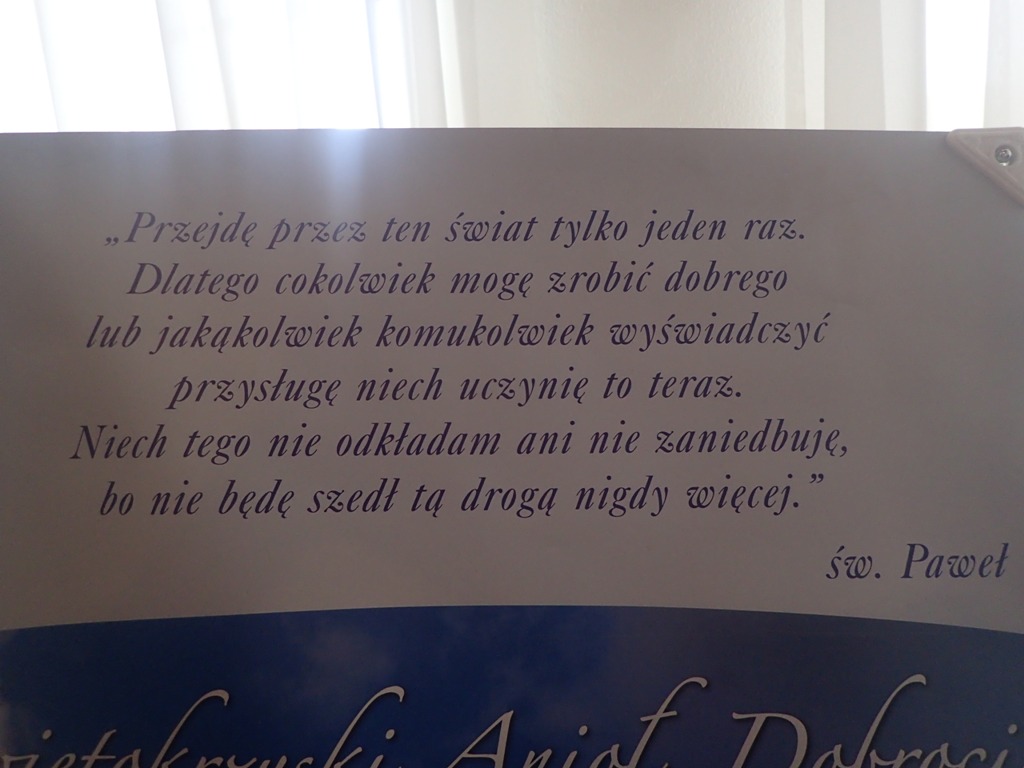 „Przejdę przez ten świat tylko jeden raz.
Dlatego cokolwiek mogę zrobić dobrego
lub jakąkolwiek komukolwiek wyświadczyć
przysługę niech uczynię to teraz.
Niech tego nie odkładam ani nie zaniedbuję,
bo nie będę szedł tą drogą nigdy więcej.”
św. Paweł
Anioł Dobroci